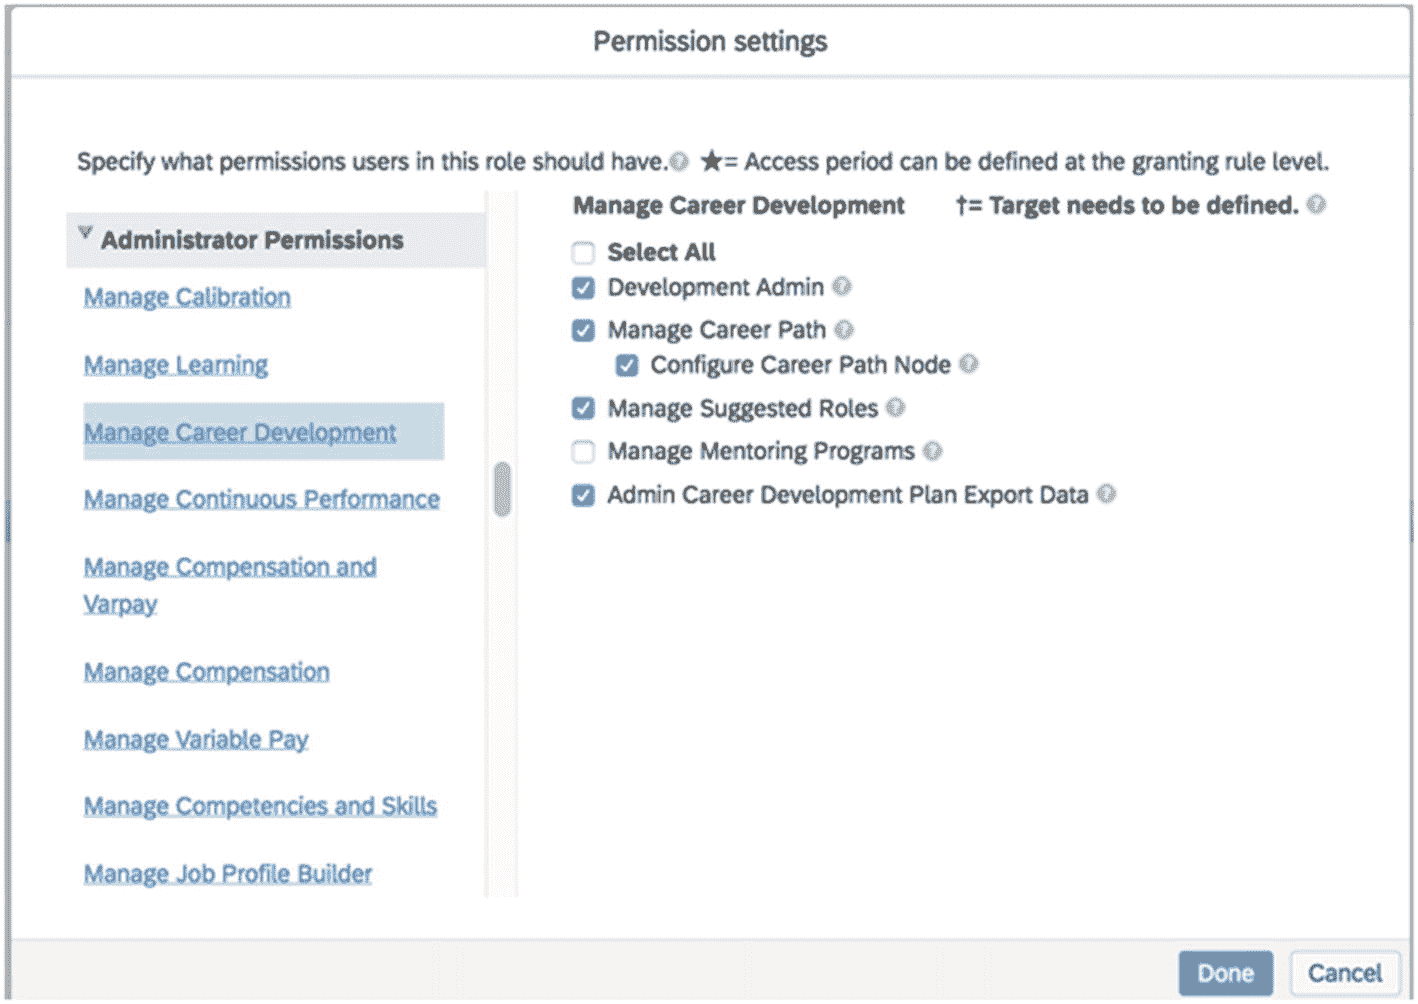 Permission settings
Specify what permissions users in this role should have. ★= Access period can be defined at the granting rule level.
Administrator Permissions
Manage Calibration
Manage Learning
Manage Career Development
Manage Continuous Performance
Manage Compensation and
Varpay
Manage Compensation
Manage Variable Pay
Manage Competencies and Skills
Manage Job Profile Builder
Manage Career Development †= Target needs to be defined.
Select All
Development Admin
Manage Career Path
Configure Career Path Node
Manage Suggested Roles
Manage Mentoring Programs
Admin Career Development Plan Export Data
Done Cancel